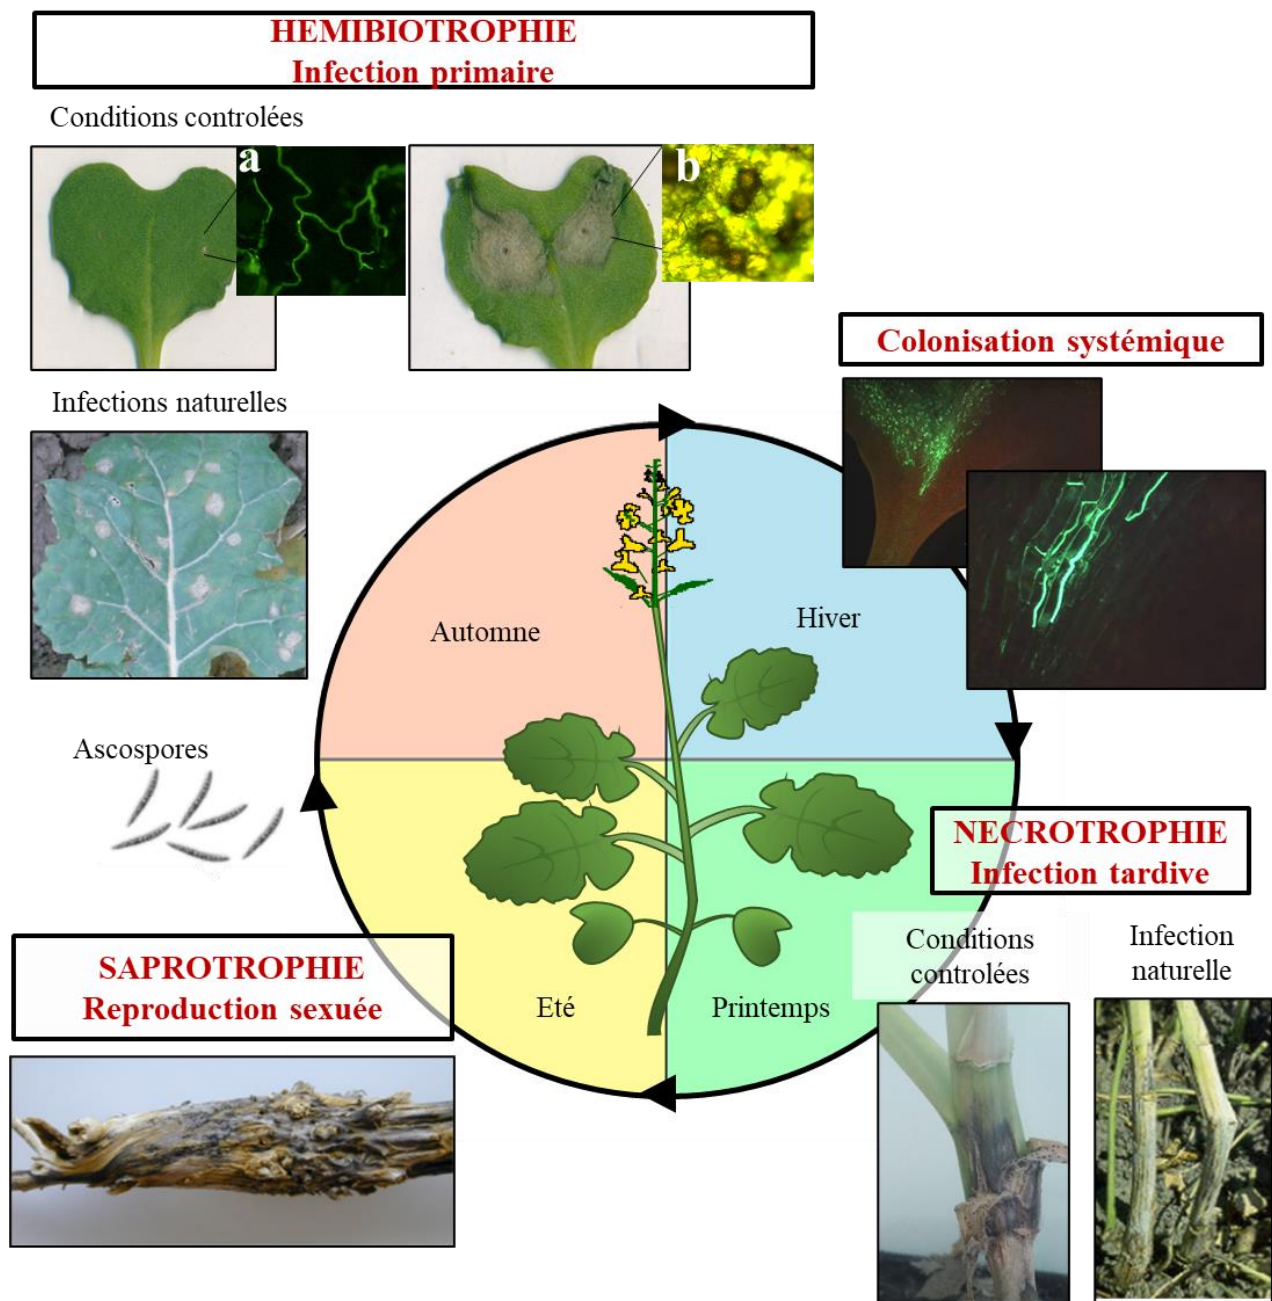 HEMIBIOTROPHIE
Infection primaire
Conditions controlées
a
b
Colonisation systémique
Infections naturelles
Automne
Hiver
Ascospores
NECROTROPHIE
Infection tardive
Conditions
controlées
Infection
naturelle
SAPROTROPHIE
Reproduction sexuée
Eté
Printemps